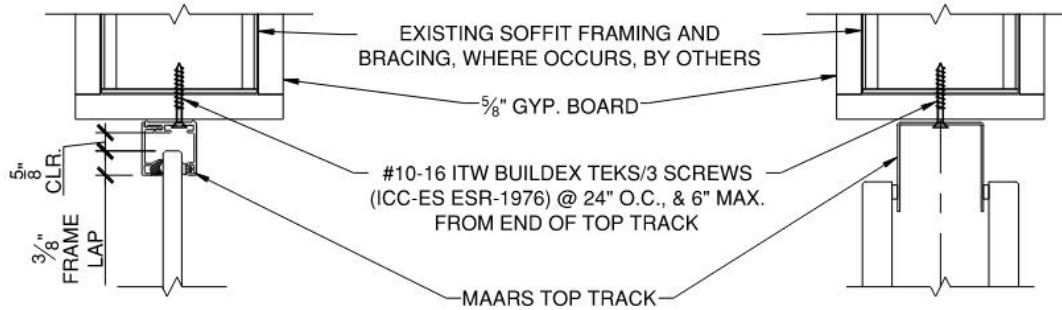 EXISTING SOFFIT FRAMING AND
BRACING, WHERE OCCURS, BY OTHERS
5/8" GYP. BOARD
5/8" CLR.
3/8" FRAME
LAP
#10-16 ITW BUILDEX TEKS/3 SCREWS
(ICC-ES ESR-1976) @ 24" O.C., & 6" MAX.
FROM END OF TOP TRACK
MAARS TOP TRACK